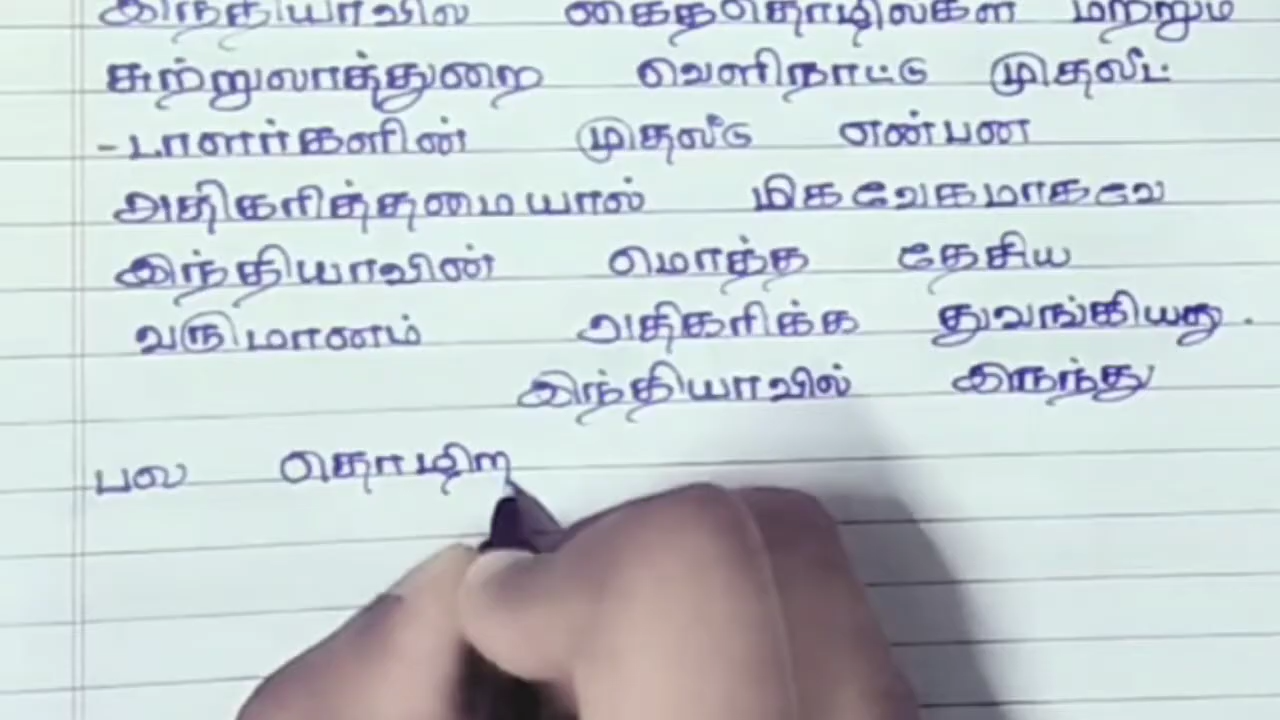 இந்தியாவில் கைத்தொழில்கள் மற்றும்
சுற்றுலாத்துறை வெளிநாட்டு முதலீட்
-டாளர்களின் முதலீடு என்பன
அதிகரித்தமையால் மிகவேகமாகவே
இந்தியாவின் மொத்த தேசிய
வருமானம் அதிகரிக்க துவங்கியது.
இந்தியாவில் இருந்து
பல தொழிற